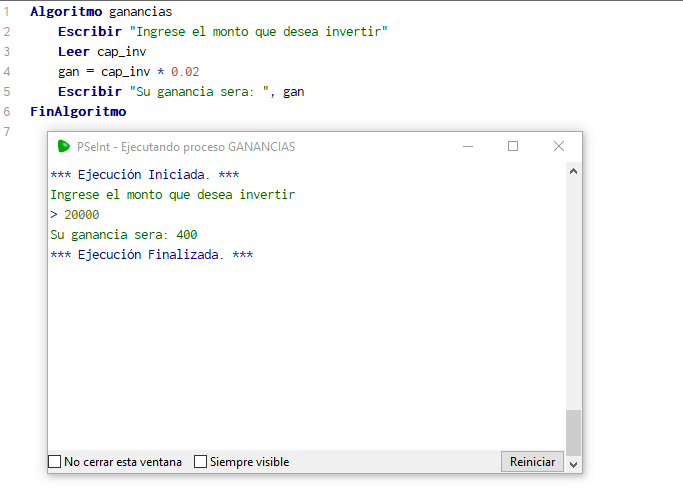 1 Algoritmo ganancias
2 Escribir "Ingrese el monto que desea invertir"
3 Leer cap_inv
4 gan = cap_inv * 0.02
5 Escribir "Su ganancia sera: ", gan
6 FinAlgoritmo
7
PSeInt - Ejecutando proceso GANANCIAS
*** Ejecución Iniciada. ***
Ingrese el monto que desea invertir
> 20000
Su ganancia sera: 400
*** Ejecución Finalizada. ***
No cerrar esta ventana Siempre visible Reiniciar